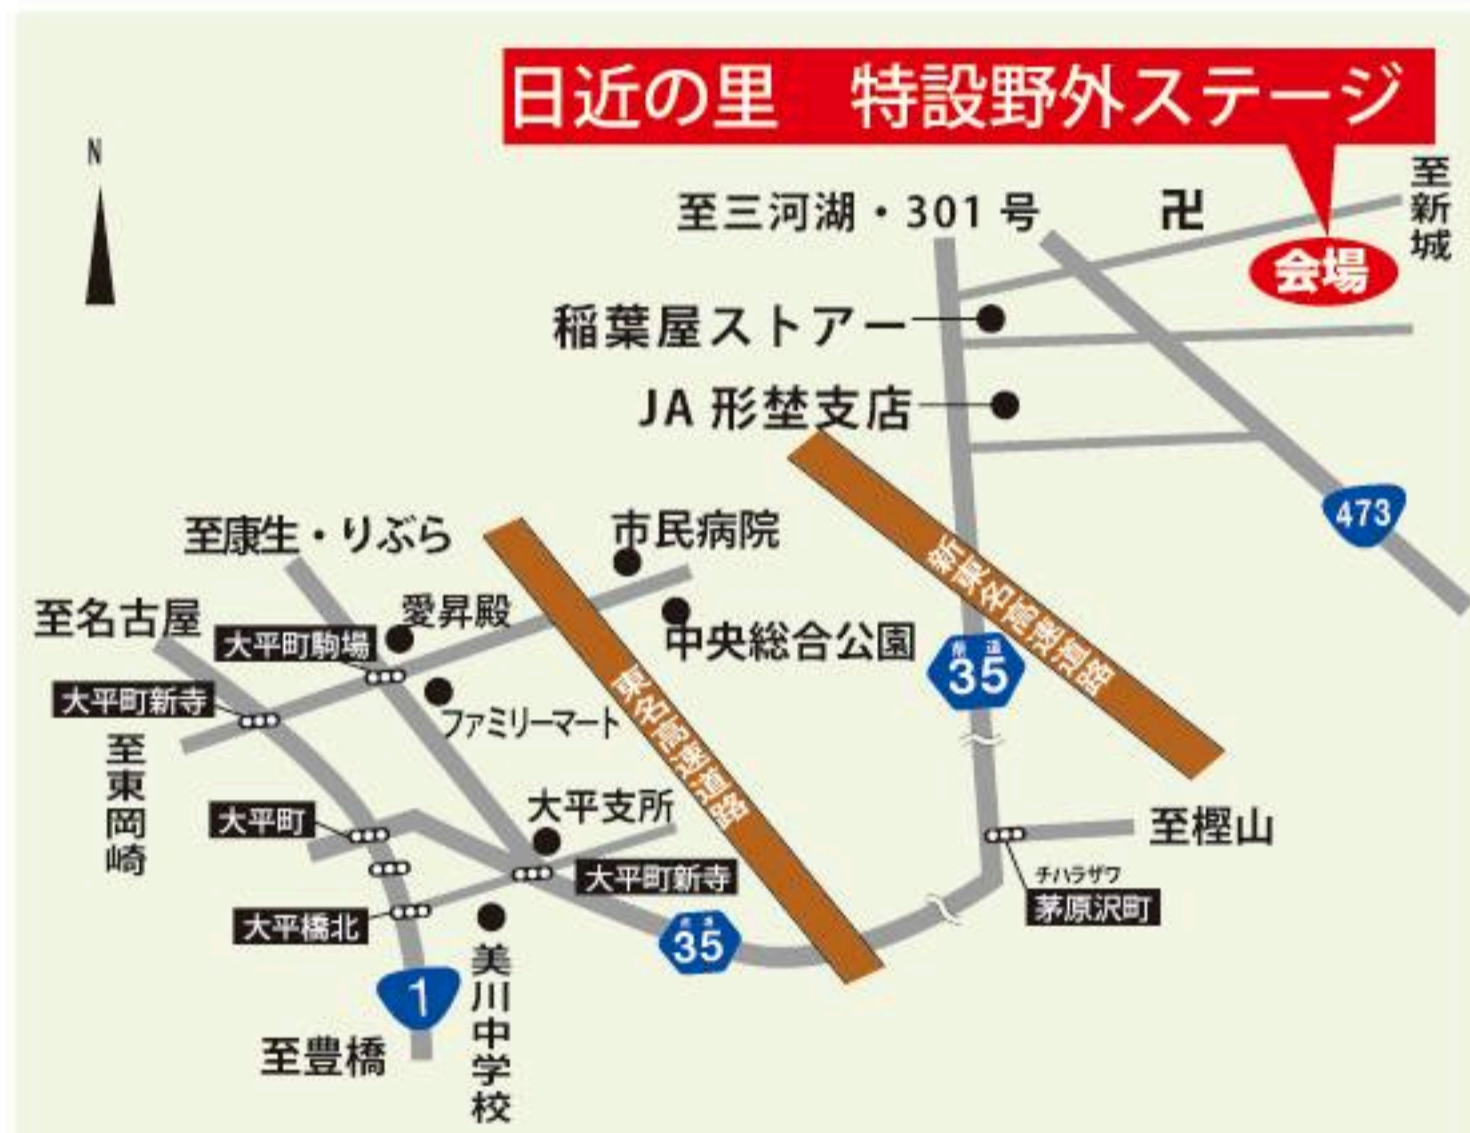 日近の里　特設野外ステージ
N
至新城
至三河湖・301号
卍
会場
稲葉屋ストアー
JA 形埜支店
473
至康生・りぶら
市民病院
新東名高速道路
至名古屋
愛昇殿
大平町駒場
中央総合公園
県道
35
大平町新寺
ファミリーマート
東名高速道路
至東岡崎
大平町
大平支所
至樫山
大平町新寺
チハラザワ
茅原沢町
大平橋北
県道
35
美川中学校
1
至豊橋